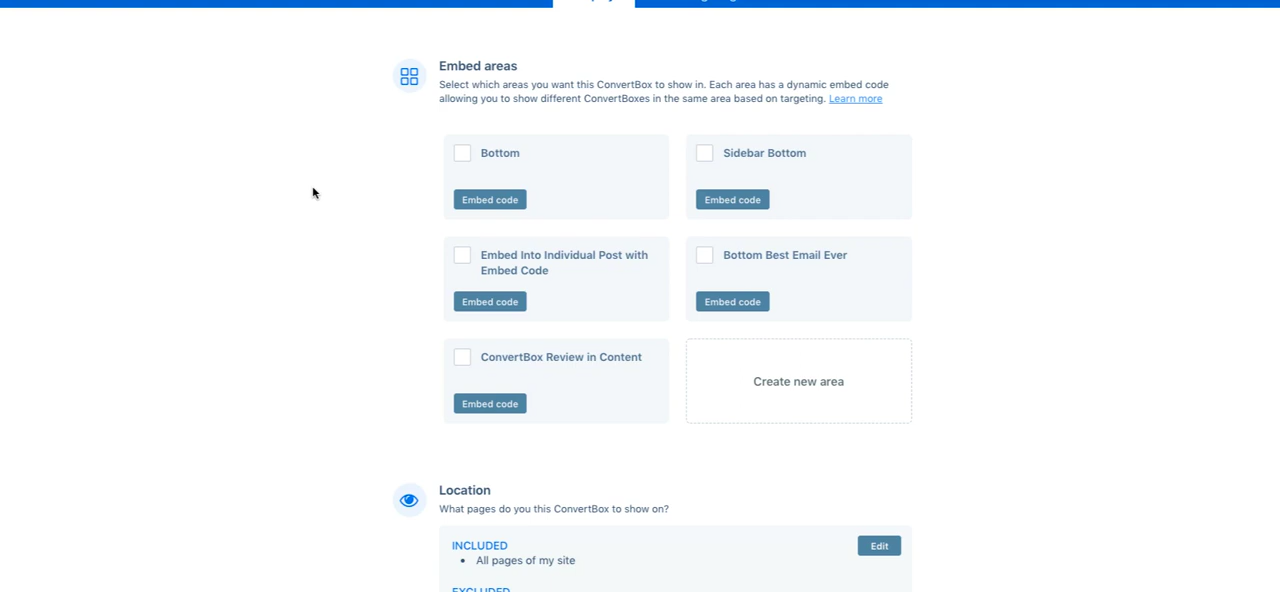 Embed areas
Select which areas you want this ConvertBox to show in. Each area has a dynamic embed code
allowing you to show different ConvertBoxes in the same area based on targeting. Learn more
Bottom
Embed code
Sidebar Bottom
Embed code
Embed Into Individual Post with
Embed Code
Embed code
Bottom Best Email Ever
Embed code
ConvertBox Review in Content
Embed code
Create new area
Location
What pages do you this ConvertBox to show on?
INCLUDED
Edit
• All pages of my site
EXCLUDED